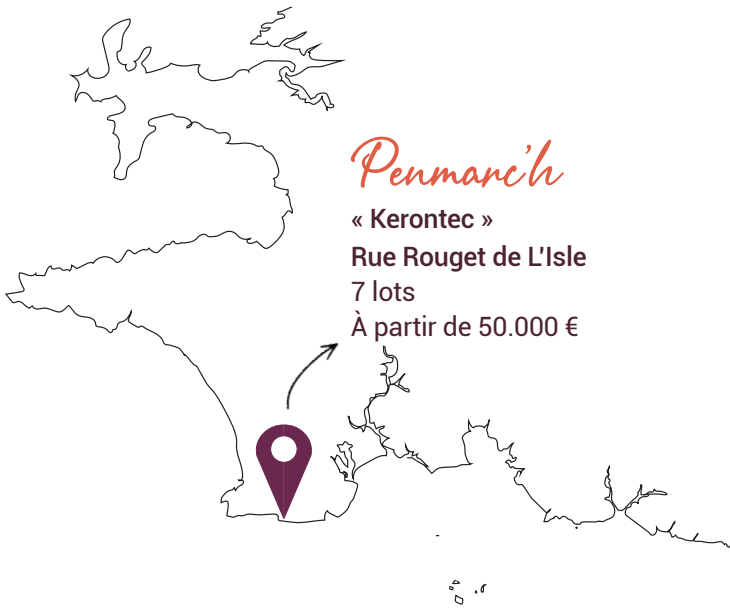 Penmarc'h
« Kerontec »
Rue Rouget de L'Isle
7 lots
À partir de 50.000 €